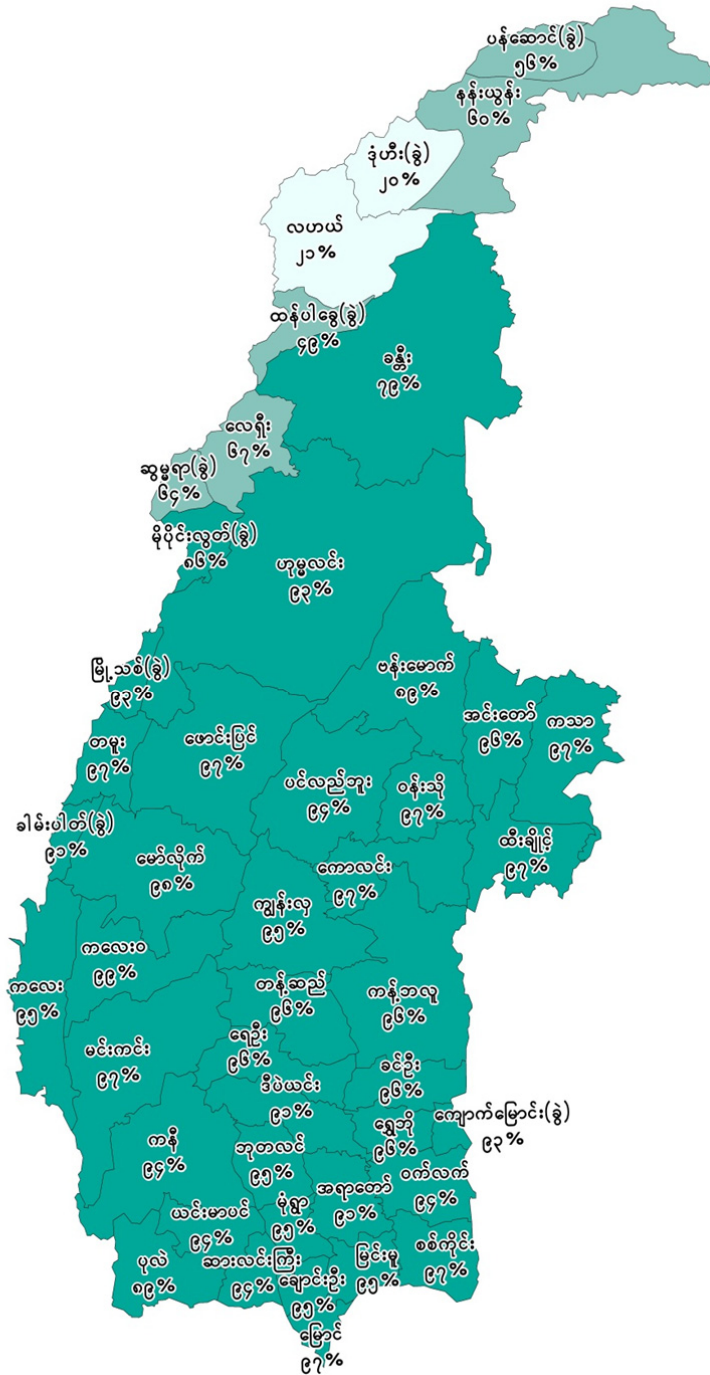 ပန်ဆောင်(ခွဲ)
၅၆%
နန်းယွန်း
၆၀%
ဒုံဟီး(ခွဲ)
၂၀%
လဟယ်
၂၁%
ထန်ပါခွေ(ခွဲ)
၄၉%
ခန္တီး
၇၉%
လေရှီး
၆၇%
ဆွမ္မရာ(ခွဲ)
၆၄%
မိုပိုင်းလွတ်(ခွဲ)
၈၆%
ဟုမ္မလင်း
၉၃%
မြို့သစ်(ခွဲ)
၉၃%
ဗန်းမောက်
၈၉%
အင်းတော်
၉၆%
ကသာ
၉၇%
တမူး
၉၇%
ဖောင်းပြင်
၉၇%
ပင်လည်ဘူး
၉၄%
ဝန်းသို
၉၇%
ခါမ်းပါတ်(ခွဲ)
၉၁%
မော်လိုက်
၉၈%
ကောလင်း
၉၇%
ထီးချိုင့်
၉၇%
ကျွန်းလှ
၉၅%
ကလေးဝ
၉၉%
ကလေး
၉၅%
တန့်ဆည်
၉၆%
ကန့်ဘလူ
၉၆%
မင်းကင်း
၉၇%
ရေဦး
၉၆%
ခင်ဦး
၉၆%
ဒီပဲယင်း
၉၁%
ကျောက်မြောင်း(ခွဲ)
၉၃%
ရွှေဘို
၉၆%
ကနီ
၉၄%
ဘုတလင်
၉၅%
အရာတော်
၉၁%
ဝက်လက်
၉၄%
မုံရွာ
၉၅%
ယင်းမာပင်
၉၄%
ပုလဲ
၈၉%
ဆားလင်းကြီး
၉၄%
ချောင်းဦး
၉၅%
မြင်းမူ
၉၅%
စစ်ကိုင်း
၉၇%
မြောင်
၉၇%